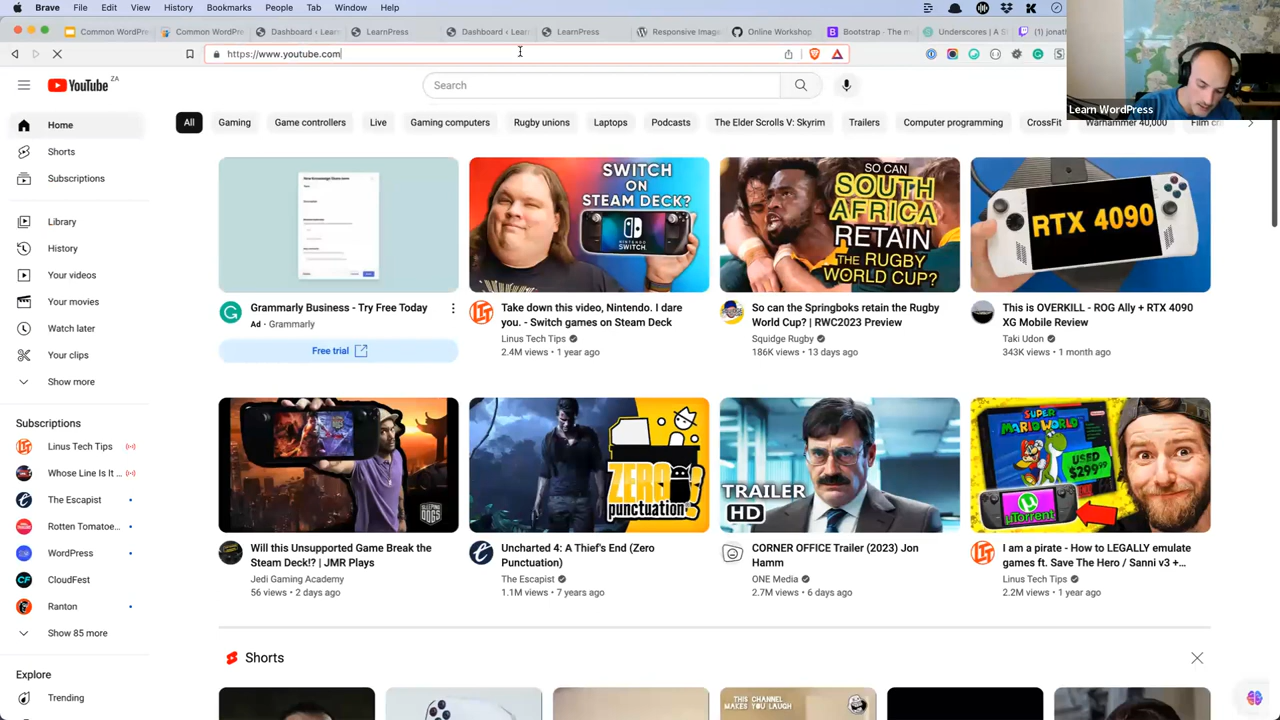 Brave File Edit View History Bookmarks People Tab Window Help
Common WordPre
Common WordPre
Dashboard ‹ Learn
LearnPress
Dashboard ‹ Learn
LearnPress
Responsive Image
Online Workshop
Bootstrap · The m
Underscores | A S
(1) jonatha
https://www.youtube.com
YouTube ZA
Search
Learn WordPress
All
Gaming
Game controllers
mputers
Rugby unions
Laptops
Podcasts
The Elder Scrolls V: Skyrim
Trailers
Computer programming
CrossFit
Warhammer 40,000
Home
Shorts
Subscriptions
Library
History
Your videos
Your movies
Watch later
Your clips
Show more
Subscriptions
Linus Tech Tips
Whose Line Is It ...
The Escapist
Rotten Tomatoe...
WordPress
CloudFest
Ranton
Show 85 more
Explore
Trending
Grammarly Business - Try Free Today
Ad · Grammarly
Free trial
SWITCH
ON
STEAM DECK?
NINTENDO
SWITCH
Take down this video, Nintendo. I dare
you. - Switch games on Steam Deck
Linus Tech Tips
2.4M views · 1 year ago
SO CAN
SOUTH
AFRICA
RETAIN
THE RUGBY
WORLD CUP?
So can the Springboks retain the Rugby
World Cup? | RWC2023 Preview
Squidge Rugby
186K views · 13 days ago
RTX 4090
This is OVERKILL - ROG Ally + RTX 4090
XG Mobile Review
Taki Udon
343K views · 1 month ago
SLEEPING
DOGS
Will this Unsupported Game Break the
Steam Deck!? | JMR Plays
Jedi Gaming Academy
56 views · 2 days ago
ZERO
punctuation!
Uncharted 4: A Thief's End (Zero
Punctuation)
The Escapist
1.1M views · 7 years ago
TRAILER
HD
CORNER OFFICE Trailer (2023) Jon
Hamm
ONE Media
2.7M views · 6 days ago
SUPER
MARIO WORLD
USED
$299.99
µTorrent
I am a pirate - How to LEGALLY emulate
games ft. Save The Hero / Sanni v3 +...
Linus Tech Tips
2.2M views · 1 year ago
Shorts
THIS CHANNEL
MAKES YOU LAUGH